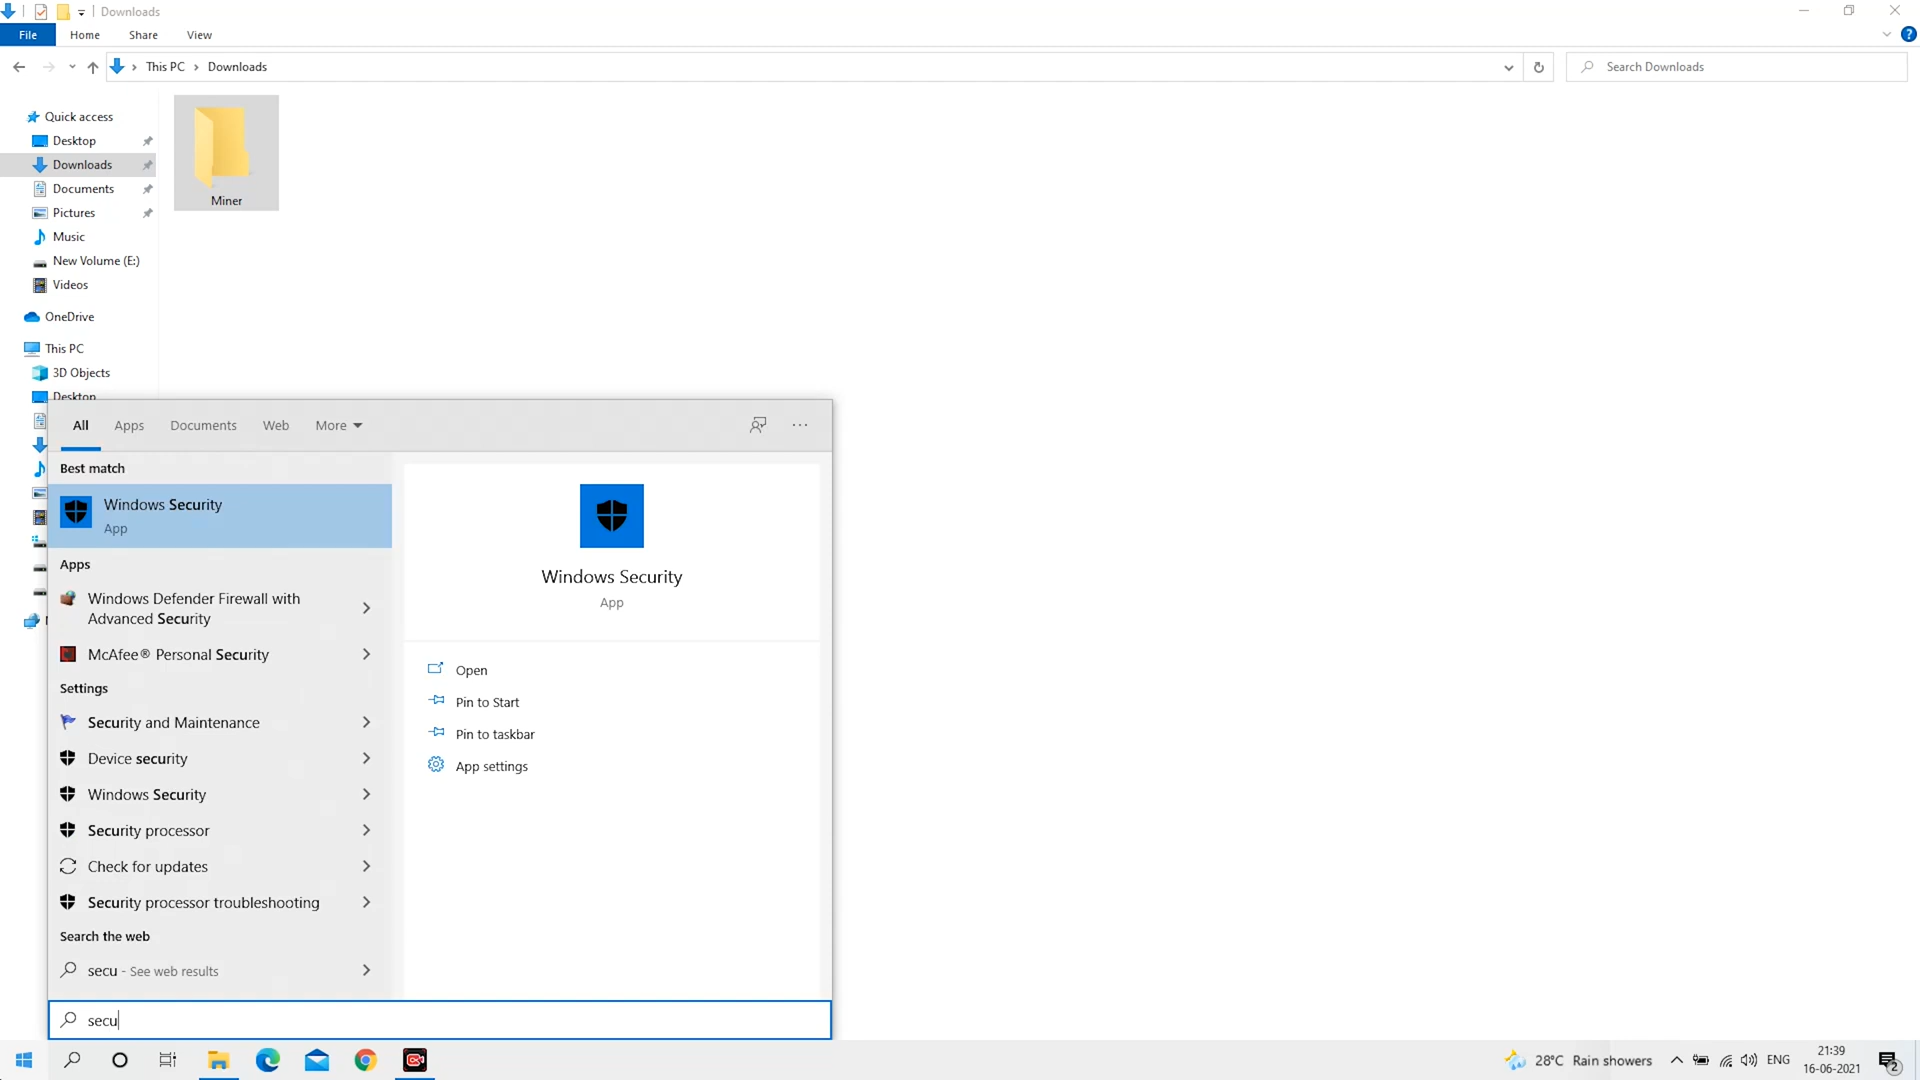 Downloads
File
Home
Share
View
This PC
Downloads
Search Downloads
Quick access
Desktop
Downloads
Documents
Pictures
Music
New Volume (E:)
Videos
OneDrive
This PC
3D Objects
Desktop
Miner
All
Apps
Documents
Web
More
Best match
Windows Security
App
Apps
Windows Defender Firewall with
Advanced Security
McAfee® Personal Security
Settings
Security and Maintenance
Device security
Windows Security
Security processor
Check for updates
Security processor troubleshooting
Search the web
secu - See web results
Windows Security
App
Open
Pin to Start
Pin to taskbar
App settings
secu
28°C Rain showers
ENG
21:39
16-06-2021
2